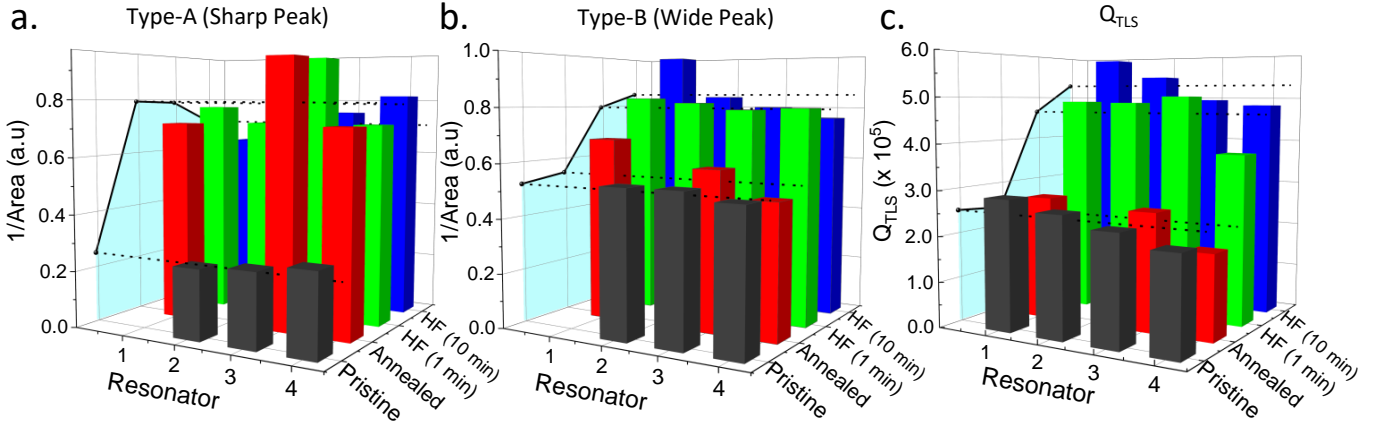 a.
Type-A (Sharp Peak)
1/Area (a.u)
0.8
0.6
0.4
0.2
0.0
1
2
3
4
Resonator
Pristine
Annealed
HF (1 min)
HF (10 min)
b.
Type-B (Wide Peak)
1/Area (a.u)
1.0
0.8
0.6
0.4
0.2
0.0
1
2
3
4
Resonator
Pristine
Annealed
HF (1 min)
HF (10 min)
c.
QTLS
QTLS (x 10⁵)
6.0
5.0
4.0
3.0
2.0
1.0
0.0
1
2
3
4
Resonator
Pristine
Annealed
HF (1 min)
HF (10 min)